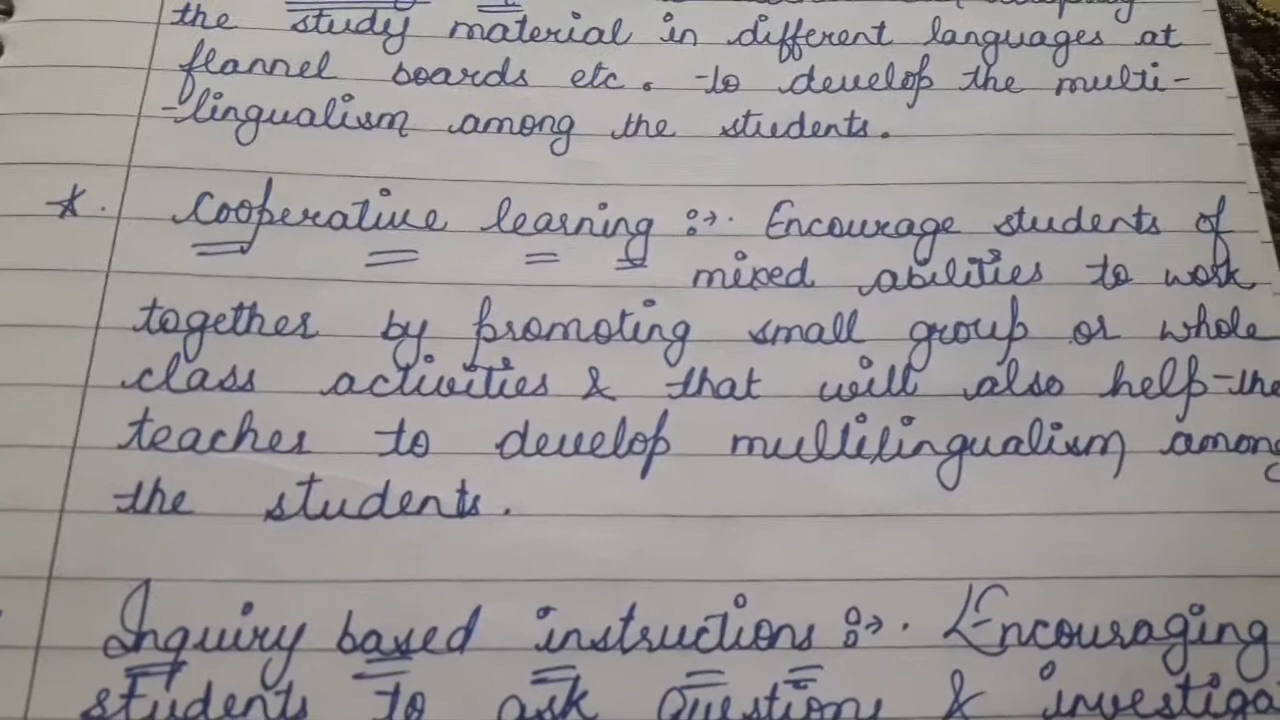 the study material in different languages at
flannel boards etc. to develop the multi-
-lingualism among the students.
*. Cooperative learning :→. Encourage students of
mixed abilities to work
together by promoting small group or whole
class activities & that will also help the
teacher to develop multilingualism among
the students.
Inquiry based instructions :→. Encouraging
students to ask questions & investiga